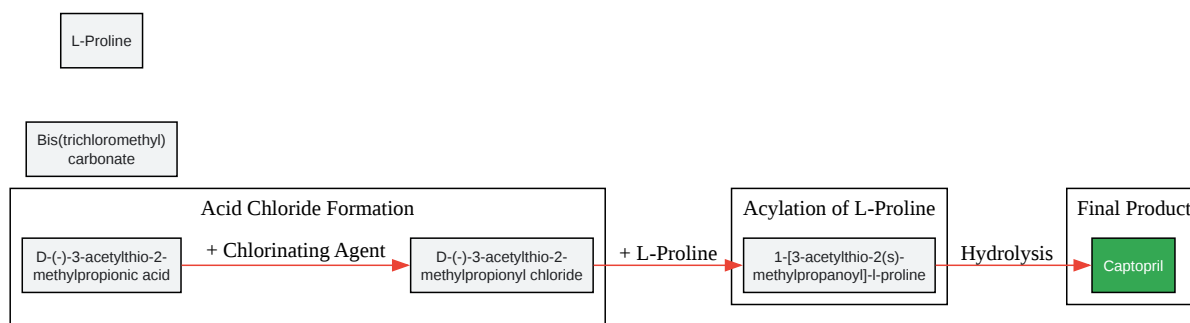 L-Proline
Bis(trichloromethyl)
carbonate
Acid Chloride Formation
D-(-)-3-acetylthio-2-
methylpropionic acid
+ Chlorinating Agent
D-(-)-3-acetylthio-2-
methylpropionyl chloride
+ L-Proline
Acylation of L-Proline
1-[3-acetylthio-2(s)-
methylpropanoyl]-l-proline
Hydrolysis
Final Product
Captopril